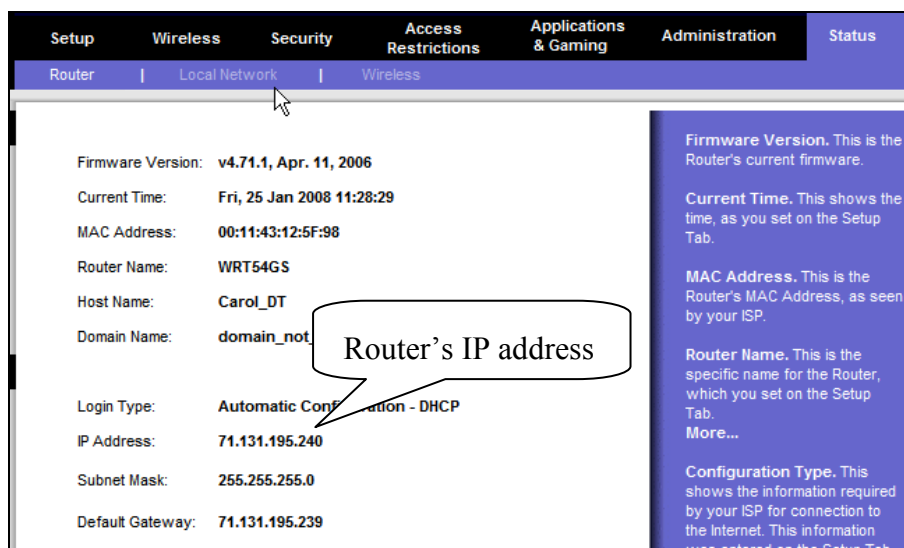 Setup Wireless Security Access Restrictions Applications & Gaming Administration Status
Router | Local Network | Wireless
Firmware Version: v4.71.1, Apr. 11, 2006
Current Time: Fri, 25 Jan 2008 11:28:29
MAC Address: 00:11:43:12:5F:98
Router Name: WRT54GS
Host Name: Carol_DT
Domain Name: domain_not_
Router’s IP address
Login Type: Automatic Configuration - DHCP
IP Address: 71.131.195.240
Subnet Mask: 255.255.255.0
Default Gateway: 71.131.195.239
Firmware Version. This is the
Router's current firmware.
Current Time. This shows the
time, as you set on the Setup
Tab.
MAC Address. This is the
Router's MAC Address, as seen
by your ISP.
Router Name. This is the
specific name for the Router,
which you set on the Setup
Tab.
More...
Configuration Type. This
shows the information required
by your ISP for connection to
the Internet. This information
was entered on the Setup Tab